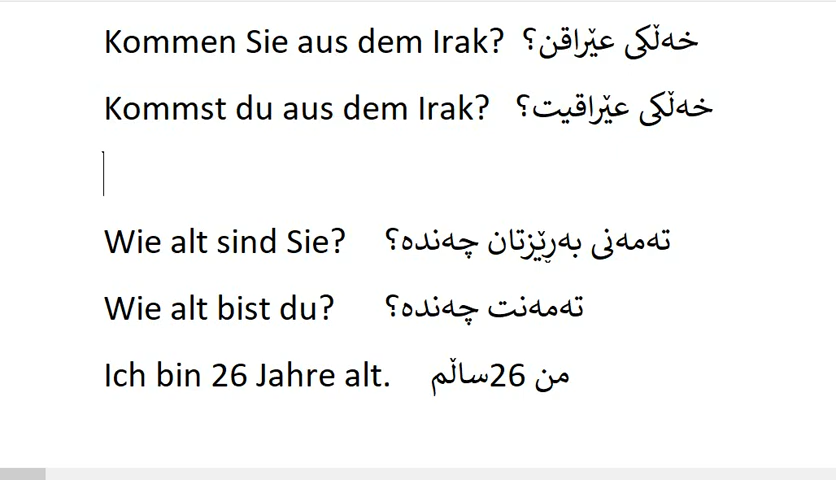 Kommen Sie aus dem Irak? خەڵکی عێراقن؟
Kommst du aus dem Irak? خەڵکی عێراقیت؟
Wie alt sind Sie? تەمەنی بەڕێزتان چەندە؟
Wie alt bist du? تەمەنت چەندە؟
Ich bin 26 Jahre alt. من 26ساڵم